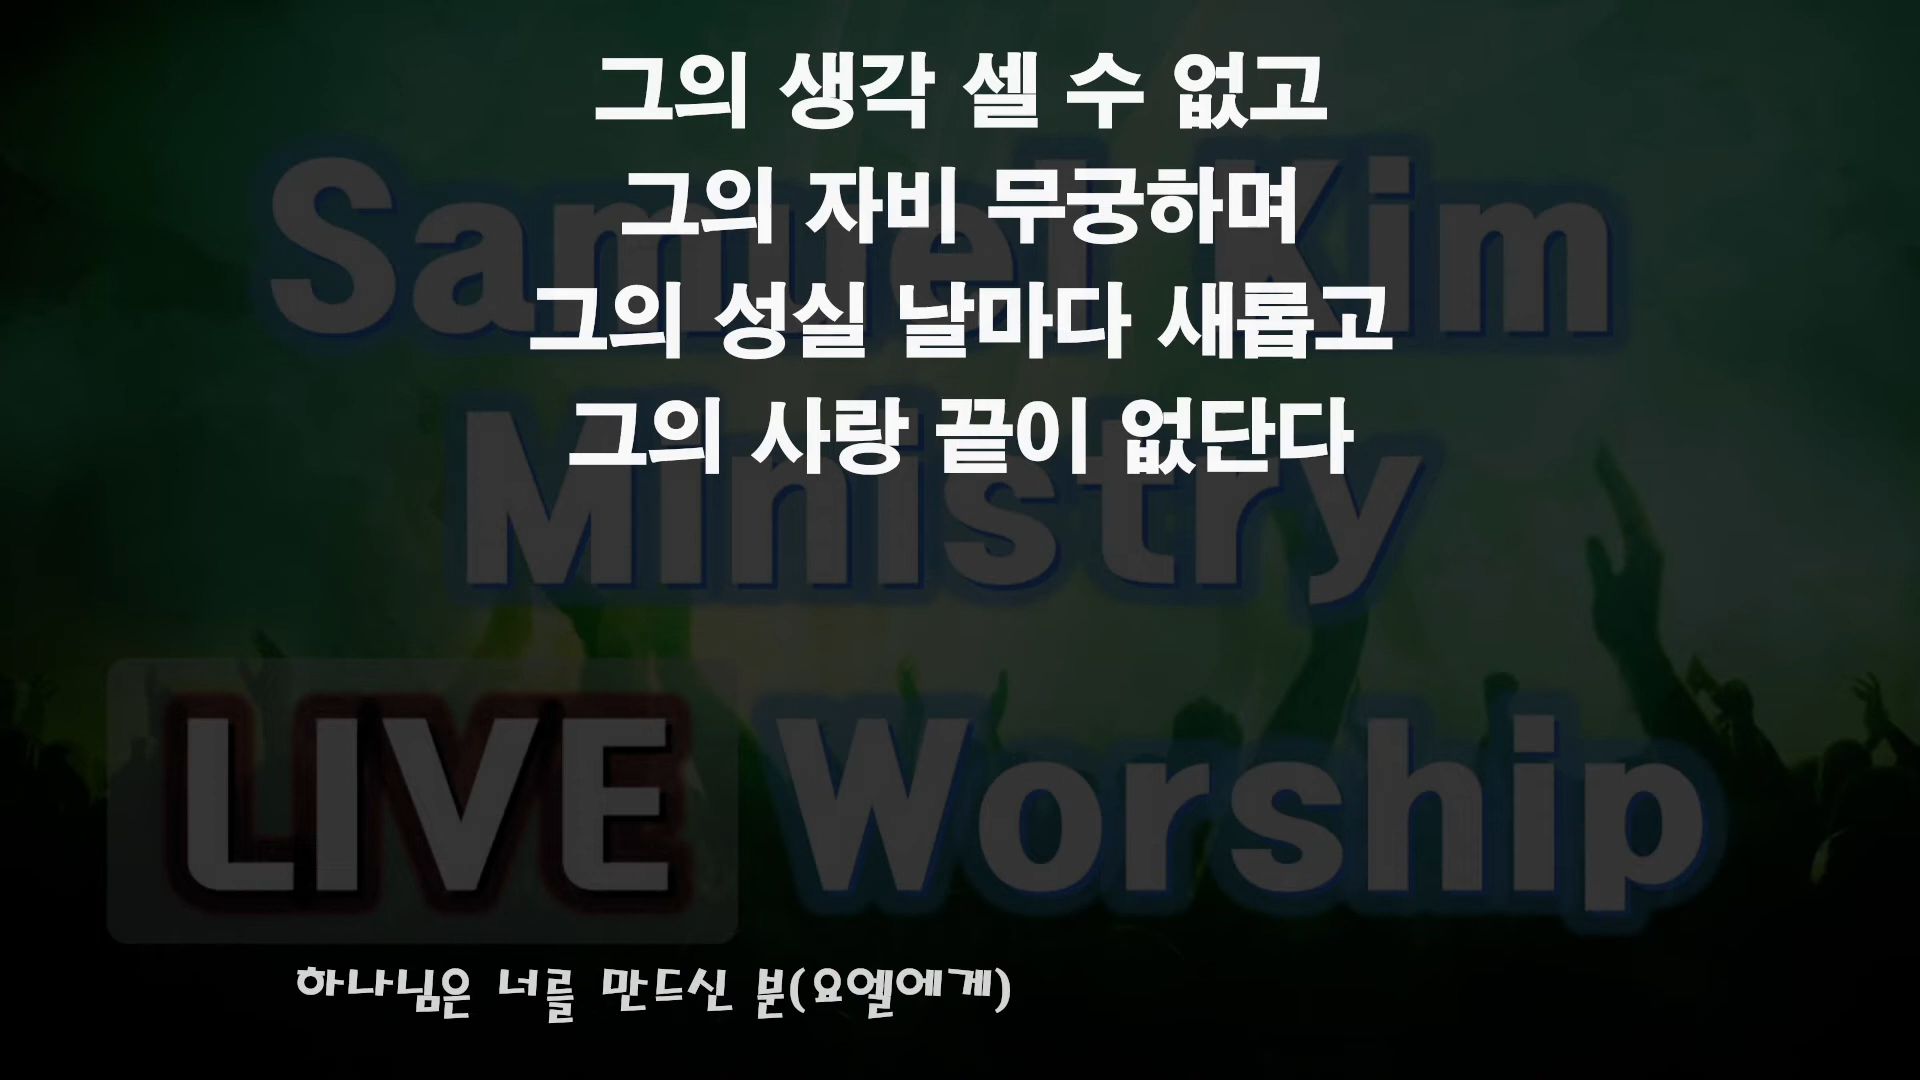 그의 생각 셀 수 없고
그의 자비 무궁하며
그의 성실 날마다 새롭고
그의 사랑 끝이 없단다
Samuel Kim
Ministry
LIVE Worship
하나님은 너를 만드신 분(요엘에게)